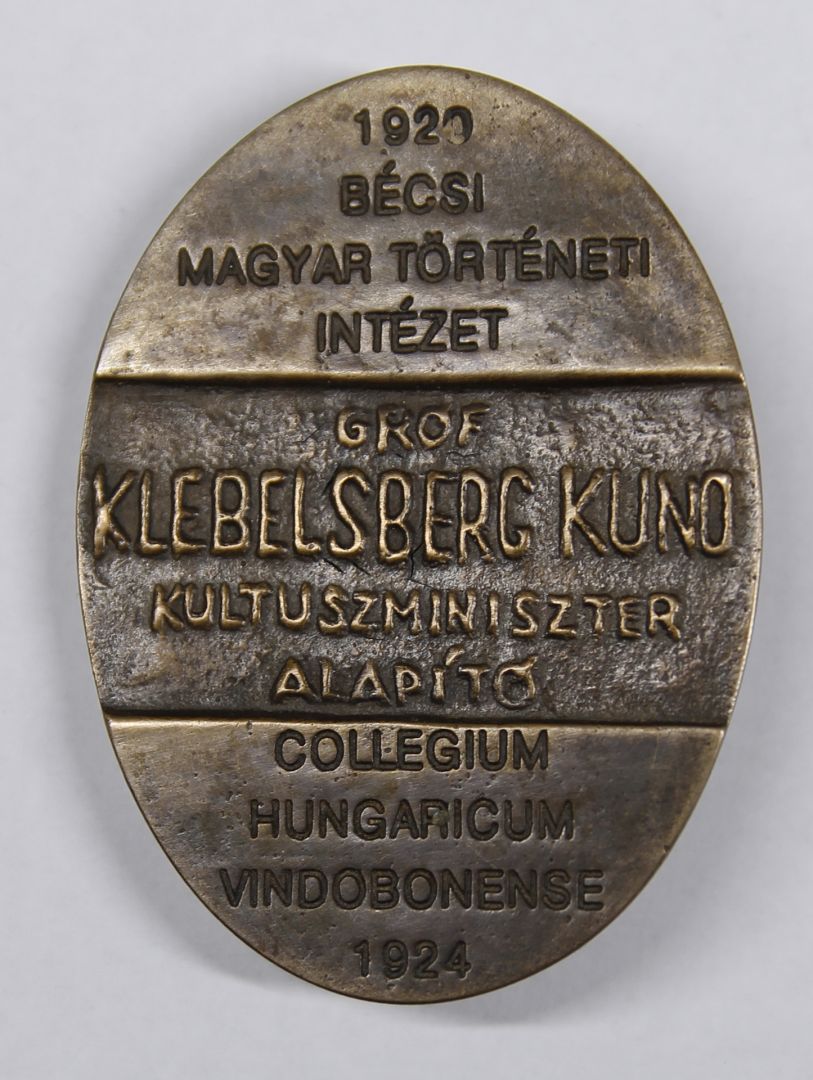 1920
BÉCSI
MAGYAR TÖRTÉNETI
INTÉZET
GRÓF
KLEBELSBERG KUNO
KULTUSZMINISZTER
ALAPÍTÓ
COLLEGIUM
HUNGARICUM
VINDOBONENSE
1924